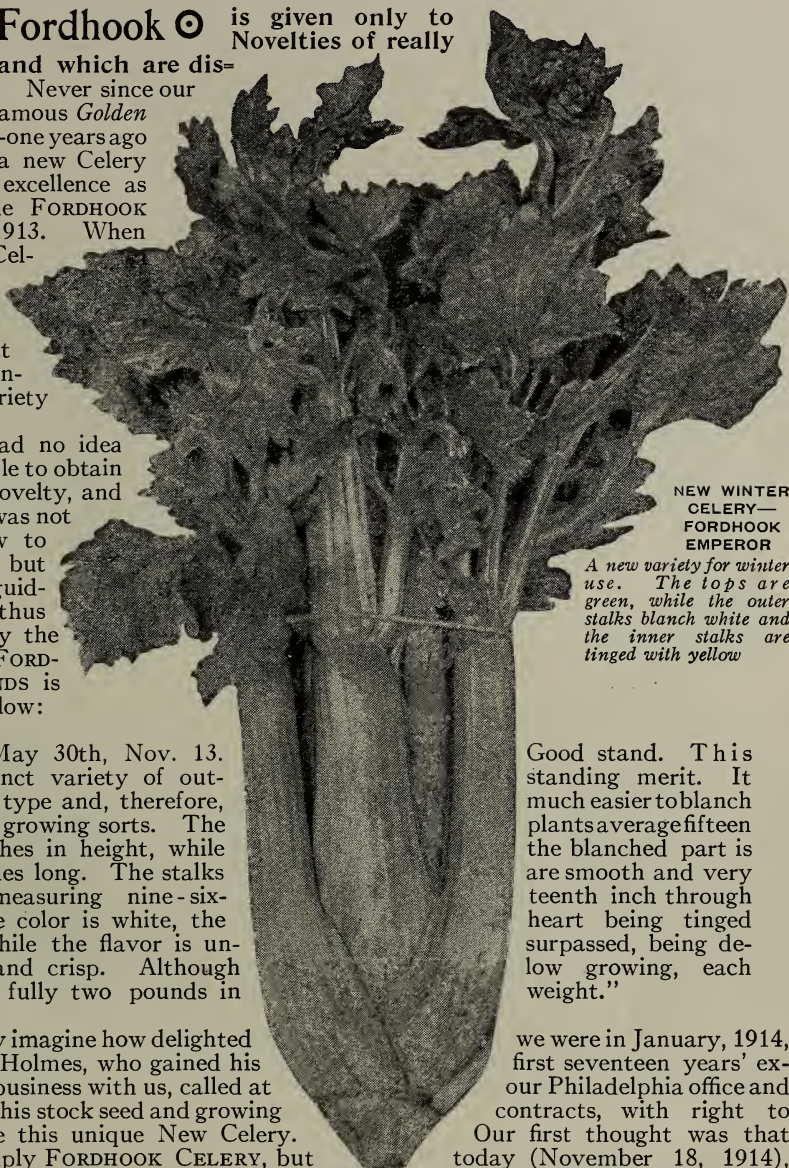 Fordhook ⊙ is given only to
Novelties of really
and which are dis=
Never since our
amous Golden
-one years ago
a new Celery
excellence as
e FORDHOOK
913. When
Cel-
t
n-
riety
ad no idea
le to obtain
ovelty, and
was not
w to
but
guid-
thus
y the
FORD-
NDS is
low:
NEW WINTER
CELERY—
FORDHOOK
EMPEROR
A new variety for winter
use. The tops are
green, while the outer
stalks blanch white and
the inner stalks are
tinged with yellow
May 30th, Nov. 13. Good stand. This
nct variety of out- standing merit. It
type and, therefore, much easier to blanch
growing sorts. The plants average fifteen
hes in height, while the blanched part is
es long. The stalks are smooth and very
measuring nine-six- teenth inch through
e color is white, the heart being tinged
hile the flavor is un- surpassed, being de-
and crisp. Although low growing, each
fully two pounds in weight."
y imagine how delighted we were in January, 1914,
Holmes, who gained his first seventeen years' ex-
business with us, called at our Philadelphia office and
his stock seed and growing contracts, with right to
e this unique New Celery. Our first thought was that
ply FORDHOOK CELERY, but today (November 18, 1914),